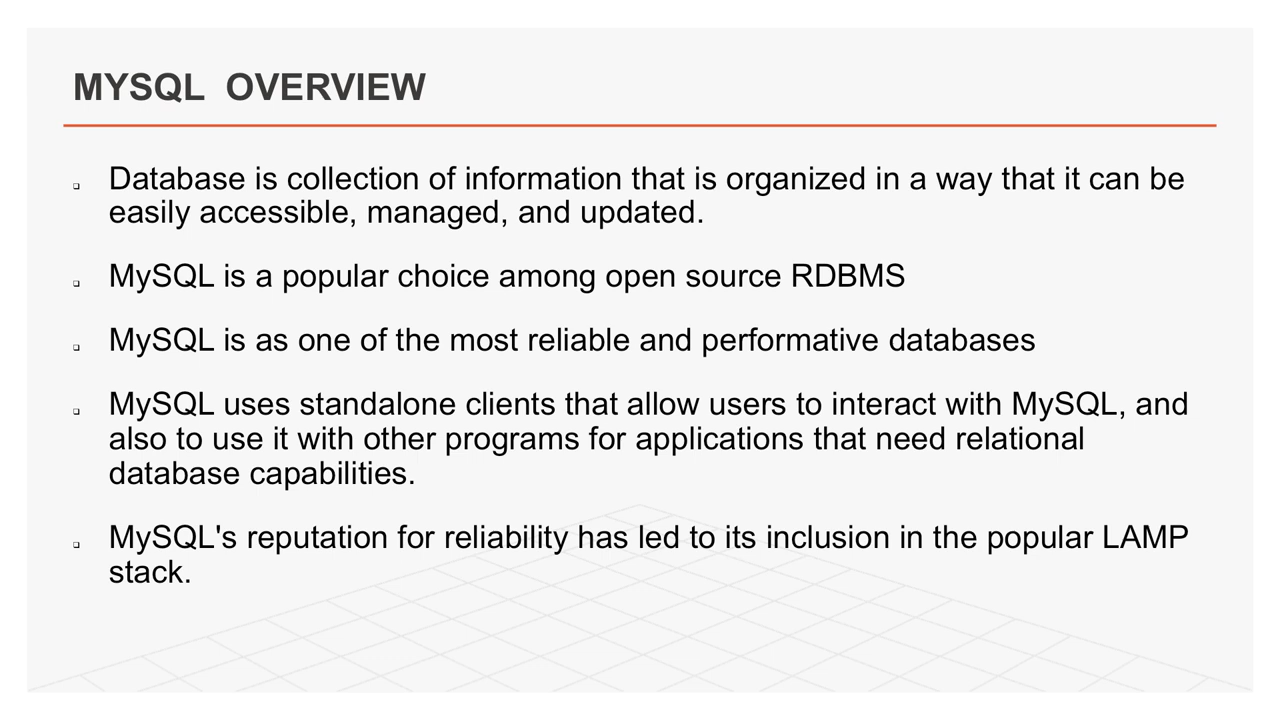 MYSQL  OVERVIEW
Database is collection of information that is organized in a way that it can be
easily accessible, managed, and updated.
MySQL is a popular choice among open source RDBMS
MySQL is as one of the most reliable and performative databases
MySQL uses standalone clients that allow users to interact with MySQL, and
also to use it with other programs for applications that need relational
database capabilities.
MySQL's reputation for reliability has led to its inclusion in the popular LAMP
stack.